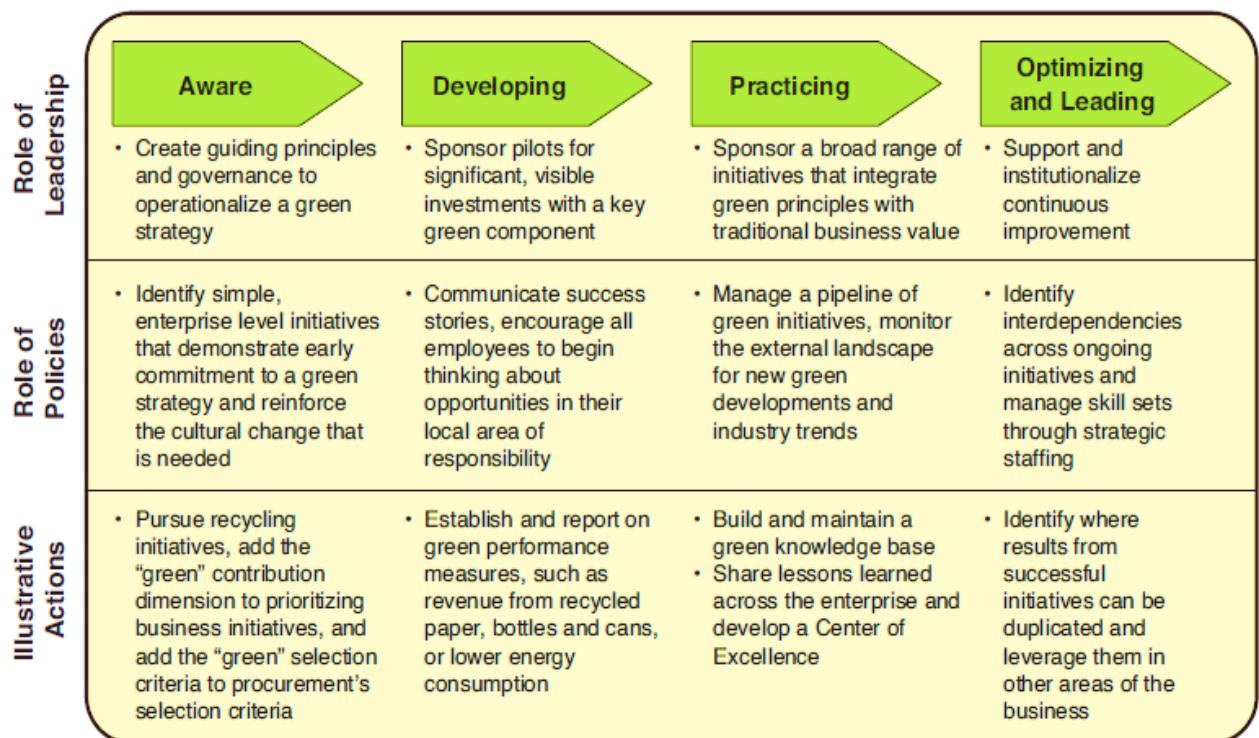 Aware
Developing
Practicing
Optimizing
and Leading
Role of
Leadership
• Create guiding principles
and governance to
operationalize a green
strategy
• Sponsor pilots for
significant, visible
investments with a key
green component
• Sponsor a broad range of
initiatives that integrate
green principles with
traditional business value
• Support and
institutionalize
continuous
improvement
Role of
Policies
• Identify simple,
enterprise level initiatives
that demonstrate early
commitment to a green
strategy and reinforce
the cultural change that
is needed
• Communicate success
stories, encourage all
employees to begin
thinking about
opportunities in their
local area of
responsibility
• Manage a pipeline of
green initiatives, monitor
the external landscape
for new green
developments and
industry trends
• Identify
interdependencies
across ongoing
initiatives and
manage skill sets
through strategic
staffing
Illustrative
Actions
• Pursue recycling
initiatives, add the
“green” contribution
dimension to prioritizing
business initiatives, and
add the “green” selection
criteria to procurement’s
selection criteria
• Establish and report on
green performance
measures, such as
revenue from recycled
paper, bottles and cans,
or lower energy
consumption
• Build and maintain a
green knowledge base
• Share lessons learned
across the enterprise and
develop a Center of
Excellence
• Identify where
results from
successful
initiatives can be
duplicated and
leverage them in
other areas of the
business